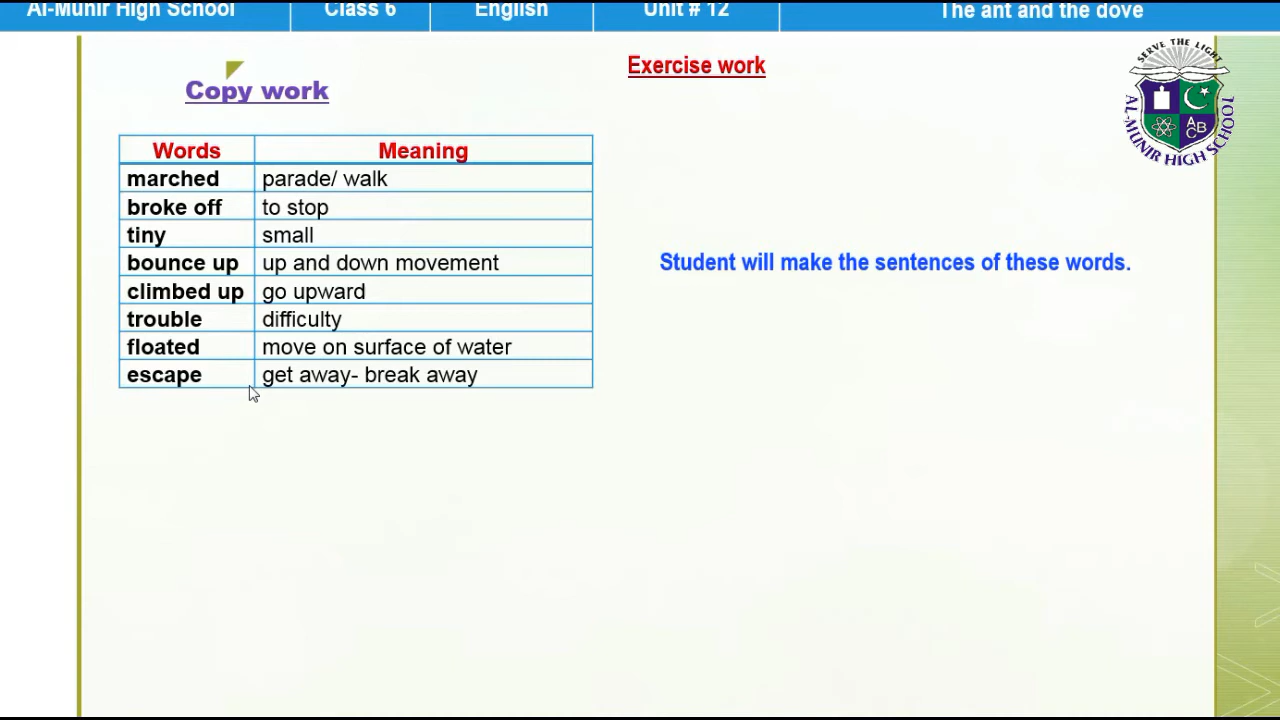 Al-Munir High School Class 6 English Unit # 12 The ant and the dove
Exercise work
Copy work
SERVE THE LIGHT
AL-MUNIR HIGH SCHOOL
A B C
Words Meaning
marched parade/ walk
broke off to stop
tiny small
bounce up up and down movement
Student will make the sentences of these words.
climbed up go upward
trouble difficulty
floated move on surface of water
escape get away- break away